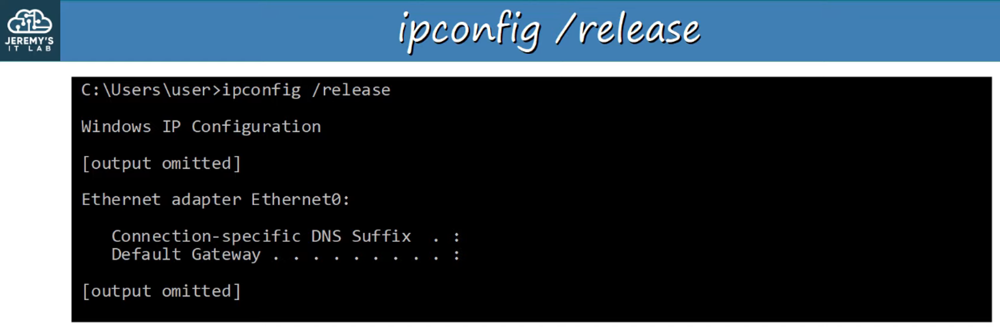 JEREMY'S
IT LAB
ipconfig /release
C:\Users\user>ipconfig /release
Windows IP Configuration
[output omitted]
Ethernet adapter Ethernet0:
Connection-specific DNS Suffix  . :
Default Gateway . . . . . . . . . :
[output omitted]